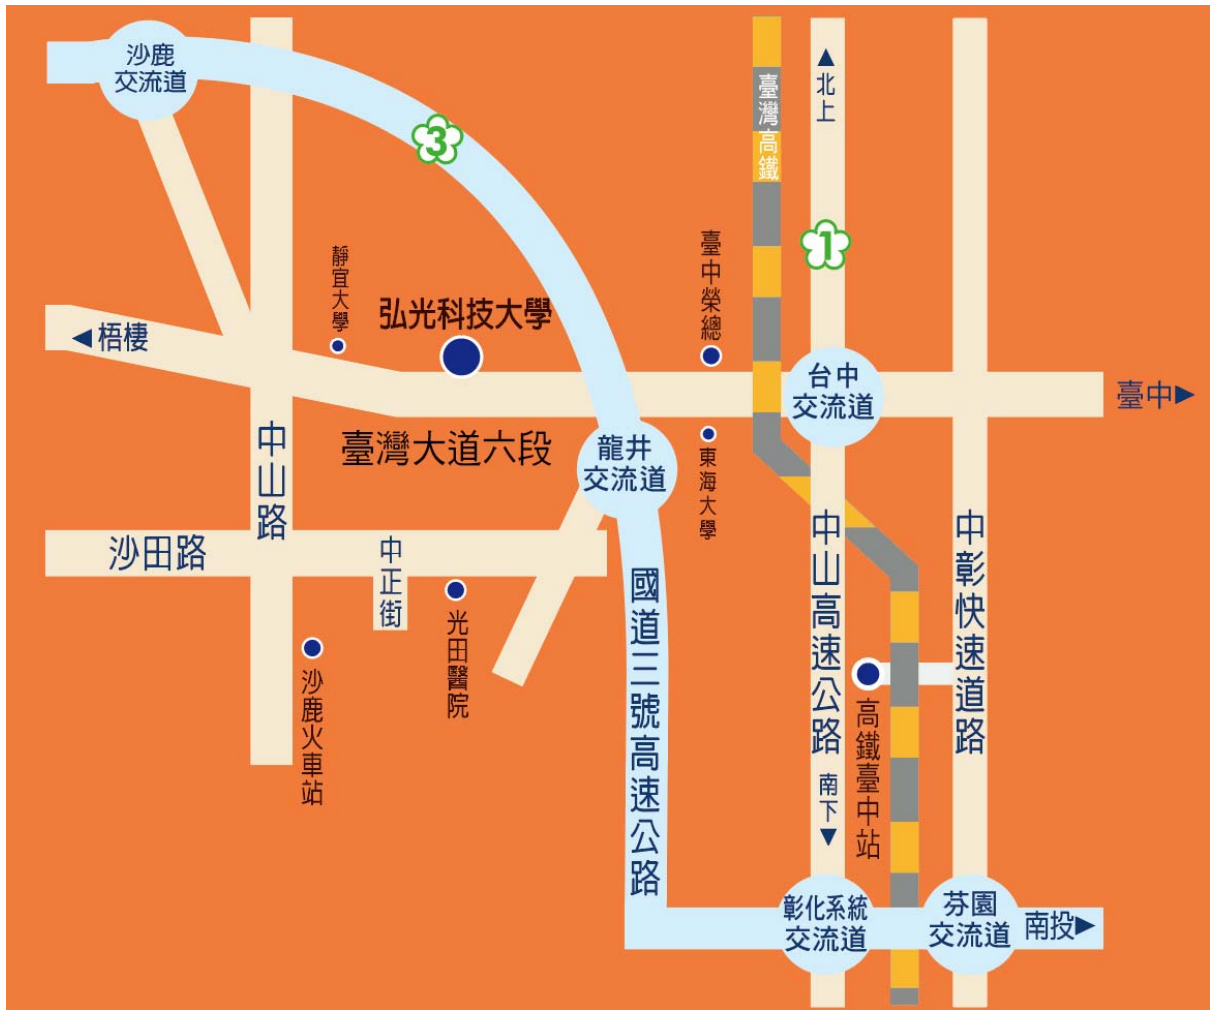 沙鹿
交流道
3
臺灣高鐵
北上
1
靜宜大學
弘光科技大學
臺中榮總
梧棲
台中
交流道
臺中
中山路
臺灣大道六段
龍井
交流道
東海大學
沙田路
中正街
光田醫院
沙鹿火車站
國道三號高速公路
中山高速公路
南下
中彰快速道路
高鐵臺中站
彰化系統
交流道
芬園
交流道
南投